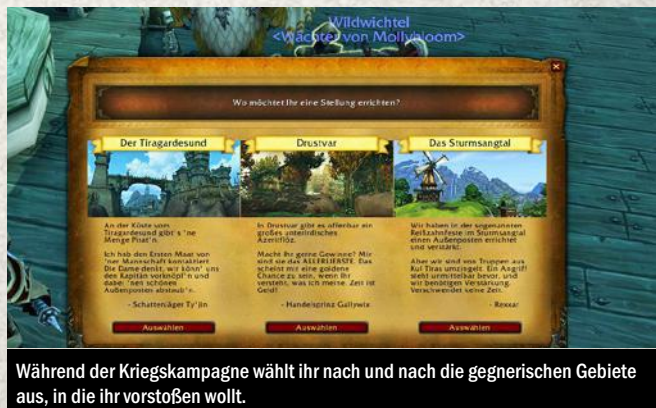 Wildwichtel
<Wächter von Mollybloom>
Wo möchtet Ihr eine Stellung errichten?
Der Tiragardesund
An der Küste vom
Tiragardesund gibt's 'ne
Menge Pirat'n.
Ich hab den Ersten Maat von
'ner Mannschaft kontaktiert.
Die Dame denkt, wir könn' uns
den Kapitän vorknöpf'n und
dabei 'nen schönen
Außenposten abstaub'n.
- Schattenjäger Ty'jin
Auswählen
Drustvar
In Drustvar gibt es offenbar ein
großes unterirdisches
Azeritflöz.
Macht Ihr gerne Gewinne? Mir
sind sie das ALLERLIEBSTE. Das
scheint mir eine goldene
Chance zu sein, wenn Ihr
versteht, was ich meine. Zeit ist
Geld!
- Handelsprinz Gallywix
Auswählen
Das Sturmsangtal
Wir haben in der sogenannten
Reißzahnfeste im Sturmsangtal
einen Außenposten errichtet
und verstärkt.
Aber wir sind von Truppen aus
Kul Tiras umzingelt. Ein Angriff
steht unmittelbar bevor, und
wir benötigen Verstärkung.
Verschwendet keine Zeit.
- Rexxar
Auswählen
Während der Kriegskampagne wählt ihr nach und nach die gegnerischen Gebiete
aus, in die ihr vorstoßen wollt.